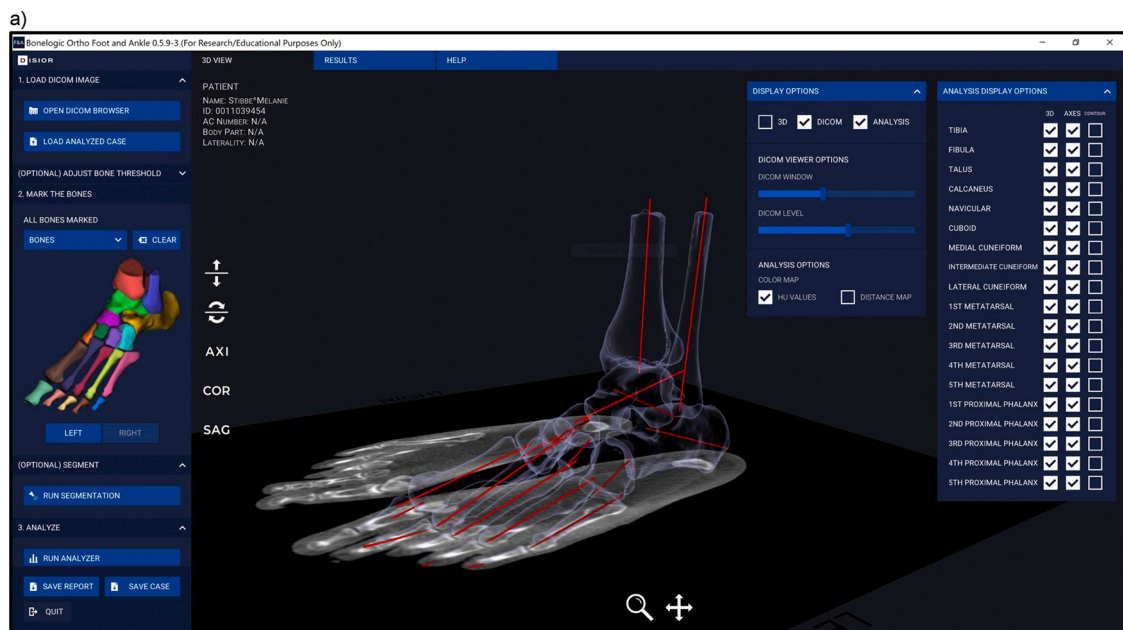 a)
F&A Bonelogic Ortho Foot and Ankle 0.5.9-3 (For Research/Educational Purposes Only)
DISIOR
3D VIEW
RESULTS
HELP
1. LOAD DICOM IMAGE
OPEN DICOM BROWSER
LOAD ANALYZED CASE
(OPTIONAL) ADJUST BONE THRESHOLD
2. MARK THE BONES
ALL BONES MARKED
BONES
CLEAR
LEFT
RIGHT
(OPTIONAL) SEGMENT
RUN SEGMENTATION
3. ANALYZE
RUN ANALYZER
SAVE REPORT
SAVE CASE
QUIT
PATIENT
NAME: STIBBE^MELANIE
ID: 0011039454
AC NUMBER: N/A
BODY PART: N/A
LATERALITY: N/A
AXI
COR
SAG
RIGHT
DISPLAY OPTIONS
3D
DICOM
ANALYSIS
DICOM VIEWER OPTIONS
DICOM WINDOW
DICOM LEVEL
ANALYSIS OPTIONS
COLOR MAP
HU VALUES
DISTANCE MAP
ANALYSIS DISPLAY OPTIONS
3D AXES CONTOUR
TIBIA
FIBULA
TALUS
CALCANEUS
NAVICULAR
CUBOID
MEDIAL CUNEIFORM
INTERMEDIATE CUNEIFORM
LATERAL CUNEIFORM
1ST METATARSAL
2ND METATARSAL
3RD METATARSAL
4TH METATARSAL
5TH METATARSAL
1ST PROXIMAL PHALANX
2ND PROXIMAL PHALANX
3RD PROXIMAL PHALANX
4TH PROXIMAL PHALANX
5TH PROXIMAL PHALANX